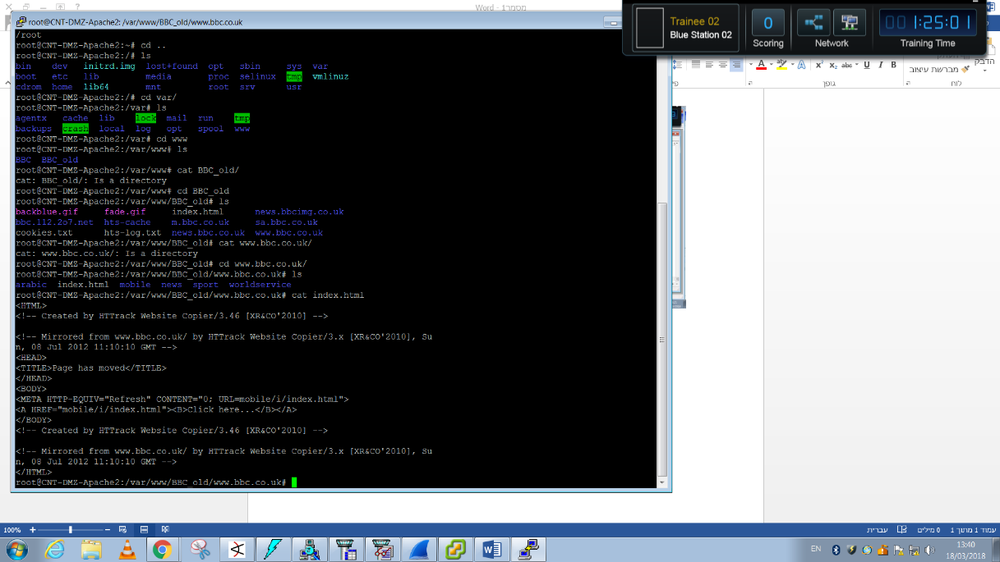 מסמך1 - Word
root@CNT-DMZ-Apache2: /var/www/BBC_old/www.bbc.co.uk
Trainee 02
Blue Station 02
0
Scoring
Network
00 1:25:01
Training Time
הדבק
מברשת עיצוב
לוח
גופן
/root
root@CNT-DMZ-Apache2:~# cd ..
root@CNT-DMZ-Apache2:/# ls
bin dev initrd.img lost+found opt sbin sys var
boot etc lib media proc selinux tmp vmlinuz
cdrom home lib64 mnt root srv usr
root@CNT-DMZ-Apache2:/# cd var/
root@CNT-DMZ-Apache2:/var# ls
agentx cache lib lock mail run tmp
backups crash local log opt spool www
root@CNT-DMZ-Apache2:/var# cd www
root@CNT-DMZ-Apache2:/var/www# ls
BBC BBC_old
root@CNT-DMZ-Apache2:/var/www# cat BBC_old/
cat: BBC_old/: Is a directory
root@CNT-DMZ-Apache2:/var/www# cd BBC_old
root@CNT-DMZ-Apache2:/var/www/BBC_old# ls
backblue.gif fade.gif index.html news.bbcimg.co.uk
bbc.112.2o7.net hts-cache m.bbc.co.uk sa.bbc.co.uk
cookies.txt hts-log.txt news.bbc.co.uk www.bbc.co.uk
root@CNT-DMZ-Apache2:/var/www/BBC_old# cat www.bbc.co.uk/
cat: www.bbc.co.uk/: Is a directory
root@CNT-DMZ-Apache2:/var/www/BBC_old# cd www.bbc.co.uk/
root@CNT-DMZ-Apache2:/var/www/BBC_old/www.bbc.co.uk# ls
arabic index.html mobile news sport worldservice
root@CNT-DMZ-Apache2:/var/www/BBC_old/www.bbc.co.uk# cat index.html
<HTML>
<!-- Created by HTTrack Website Copier/3.46 [XR&CO'2010] -->
<!-- Mirrored from www.bbc.co.uk/ by HTTrack Website Copier/3.x [XR&CO'2010], Su
n, 08 Jul 2012 11:10:10 GMT -->
<HEAD>
<TITLE>Page has moved</TITLE>
</HEAD>
<BODY>
<META HTTP-EQUIV="Refresh" CONTENT="0; URL=mobile/i/index.html">
<A HREF="mobile/i/index.html"><B>Click here...</B></A>
</BODY>
<!-- Created by HTTrack Website Copier/3.46 [XR&CO'2010] -->
<!-- Mirrored from www.bbc.co.uk/ by HTTrack Website Copier/3.x [XR&CO'2010], Su
n, 08 Jul 2012 11:10:10 GMT -->
</HTML>
root@CNT-DMZ-Apache2:/var/www/BBC_old/www.bbc.co.uk#
100%
עברית
0 מילים
עמוד 1 מתוך 1
EN
13:40
18/03/2018